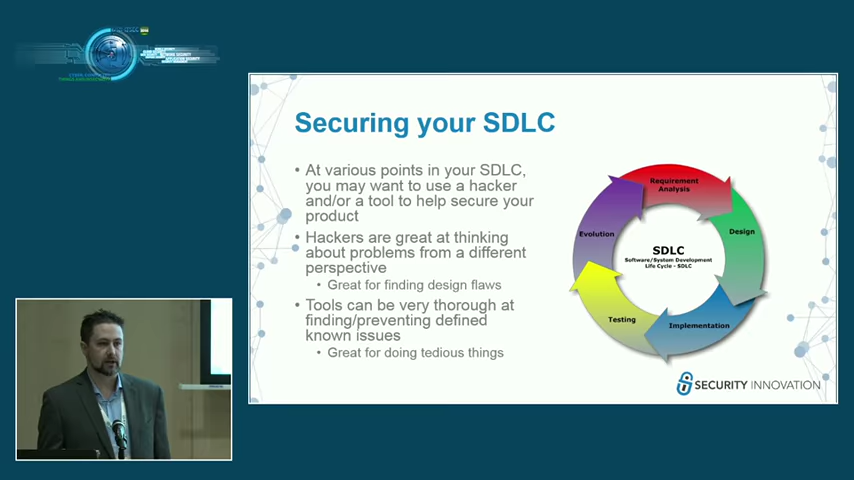 Securing your SDLC
• At various points in your SDLC,
you may want to use a hacker
and/or a tool to help secure your
product
• Hackers are great at thinking
about problems from a different
perspective
• Great for finding design flaws
• Tools can be very thorough at
finding/preventing defined
known issues
• Great for doing tedious things
Requirement
Analysis
Design
Implementation
Testing
Evolution
SDLC
Software/System Development
Life Cycle - SDLC
SECURITY INNOVATION